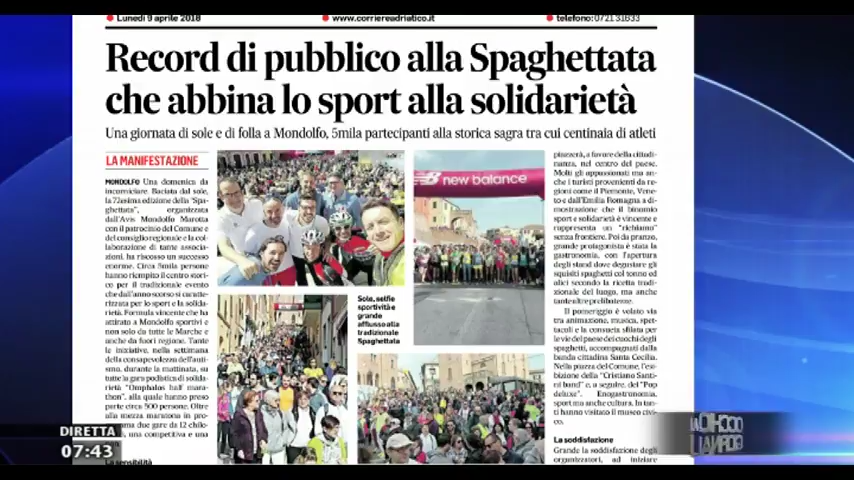 Lunedì 9 aprile 2018
www.corriereadriatico.it
telefono: 0721 31633
Record di pubblico alla Spaghettata
che abbina lo sport alla solidarietà
Una giornata di sole e di folla a Mondolfo, 5mila partecipanti alla storica sagra tra cui centinaia di atleti
LA MANIFESTAZIONE
MONDOLFO Una domenica da
incorniciare. Baciata dal sole,
la 72esima edizione della "Spa-
ghettata", organizzata
dall'Avis Mondolfo Marotta
con il patrocinio del Comune e
del consiglio regionale e la col-
laborazione di tante associa-
zioni, ha riscosso un successo
enorme. Circa 5mila persone
hanno riempito il centro stori-
co per il tradizionale evento
che dall'anno scorso si caratte-
rizzata per lo sport e la solida-
rietà. Formula vincente che ha
attirato a Mondolfo sportivi e
non solo da tutte le Marche e
anche da fuori regione. Tante
le iniziative, nella settimana
della consapevolezza dell'auti-
smo, durante la mattinata, su
tutte la gara podistica di solida-
rietà "Omphalos half mara-
thon", alla quale hanno preso
parte circa 500 persone. Oltre
alla mezza maratona in pro-
mma due gare da 12 chilo-
, una competitiva e una
La sensibilità
new balance
Sole, selfie
sportività e
grande
afflusso alla
tradizionale
Spaghettata
piazzerà, a favore della cittadi-
nanza, nel centro del paese.
Molti gli appassionati ma an-
che i turisti provenienti da re-
gioni come il Piemonte, Vene-
to e dall'Emilia Romagna a di-
mostrazione che il binomio
sport e solidarietà è vincente e
rappresenta un "richiamo"
senza frontiere. Poi da pranzo,
grande protagonista è stata la
gastronomia, con l'apertura
degli stand dove degustare gli
squisiti spaghetti col tonno ed
alici secondo la ricetta tradi-
zionale del luogo, ma anche
tante altre prelibatezze.
Il pomeriggio è volato via
tra animazione, musica, spet-
tacoli e la consueta sfilata per
le vie del paese dei cuochi degli
spaghetti, accompagnati dalla
banda cittadina Santa Cecilia.
Nella piazza del Comune, l'esi-
bizione della "Cristiano Santi-
ni band" e, a seguire, del "Pop
deluxe". Enogastronomia,
sport ma anche cultura. In tan-
ti hanno visitato il museo civi-
co.
La soddisfazione
Grande la soddisfazione degli
organizzatori, ad iniziare
DIRETTA
07:43